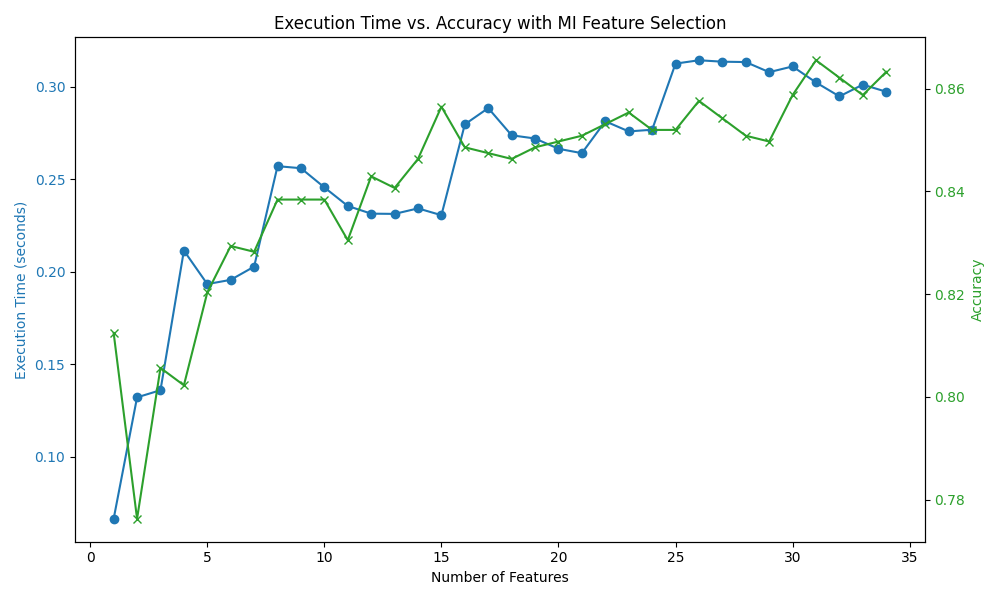 Execution Time vs. Accuracy with MI Feature Selection
Execution Time (seconds)
0.30
0.25
0.20
0.15
0.10
0.86
0.84
0.82
0.80
0.78
Accuracy
0 5 10 15 20 25 30 35
Number of Features